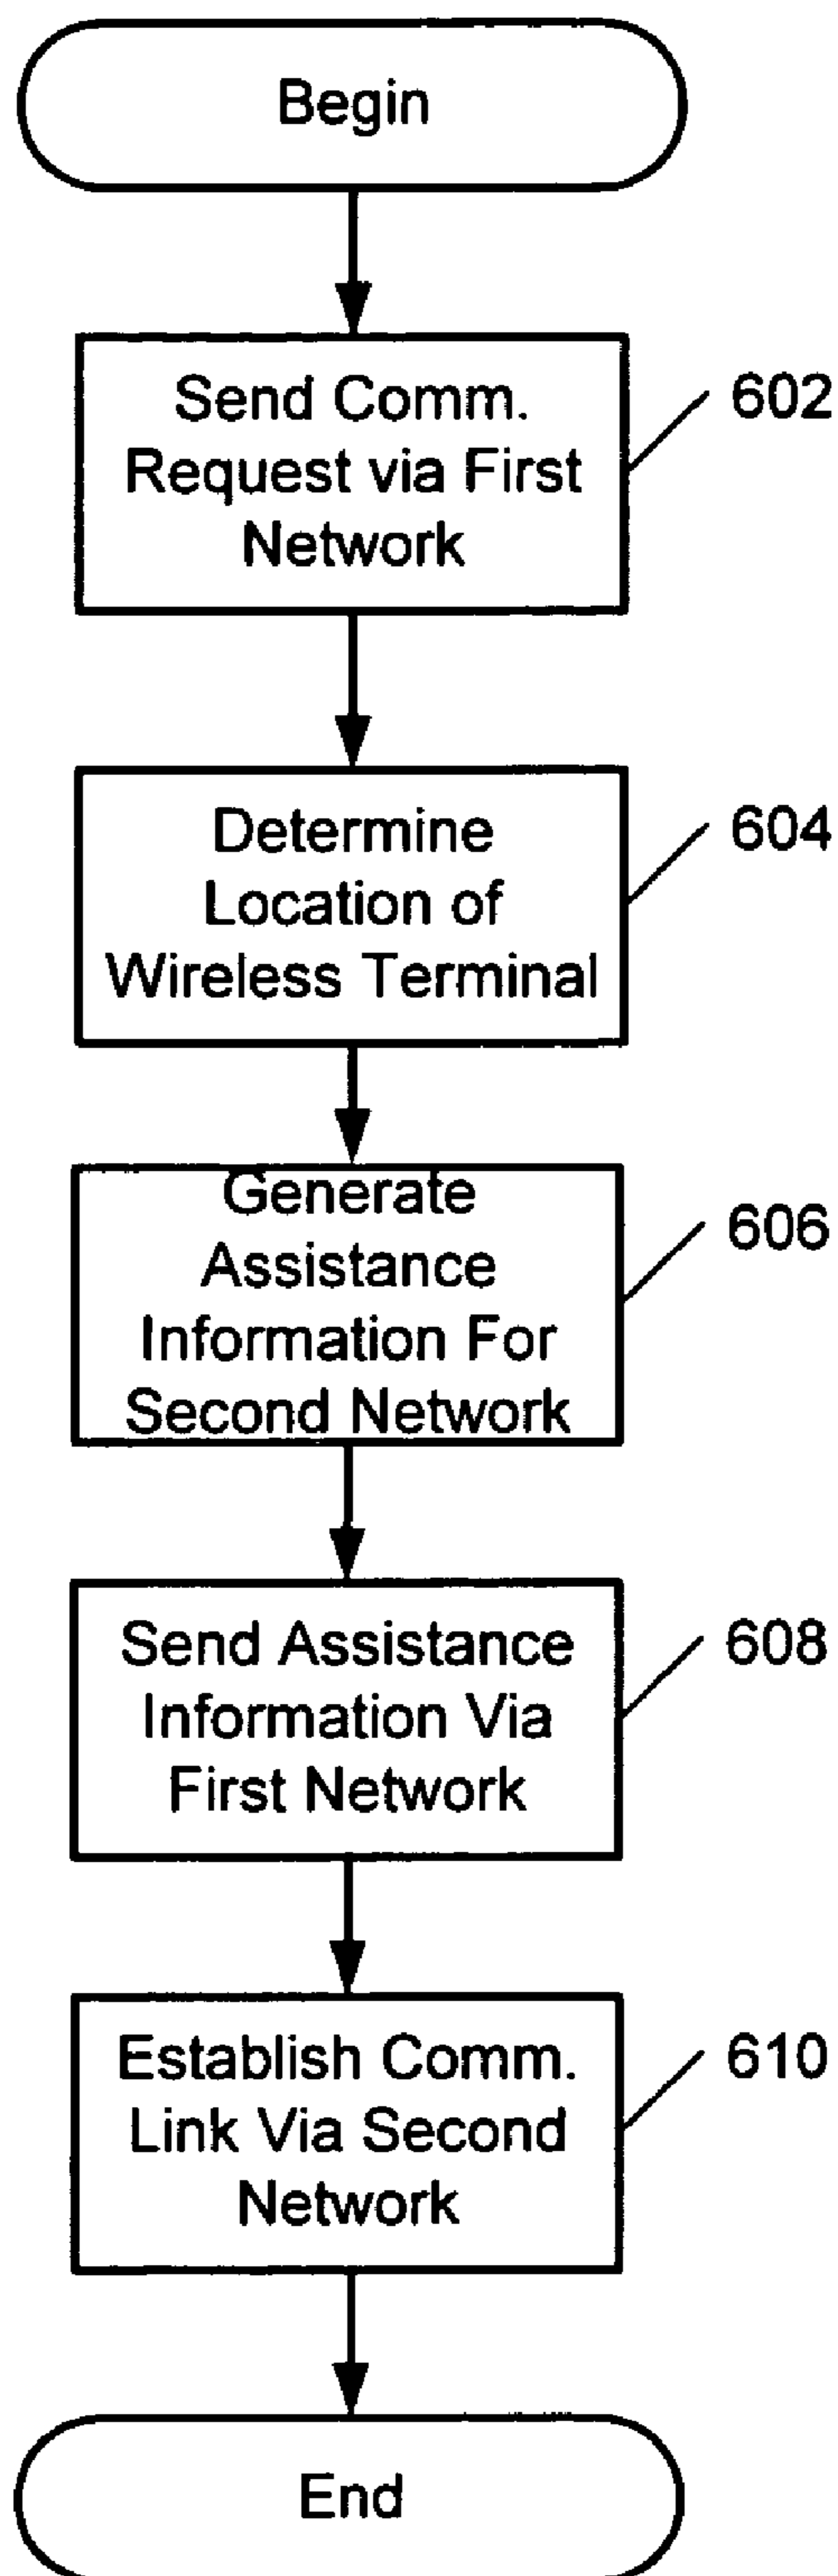 Begin
Send Comm.
Request via First
Network
602
Determine
Location of
Wireless Terminal
604
Generate
Assistance
Information For
Second Network
606
Send Assistance
Information Via
First Network
608
Establish Comm.
Link Via Second
Network
610
End